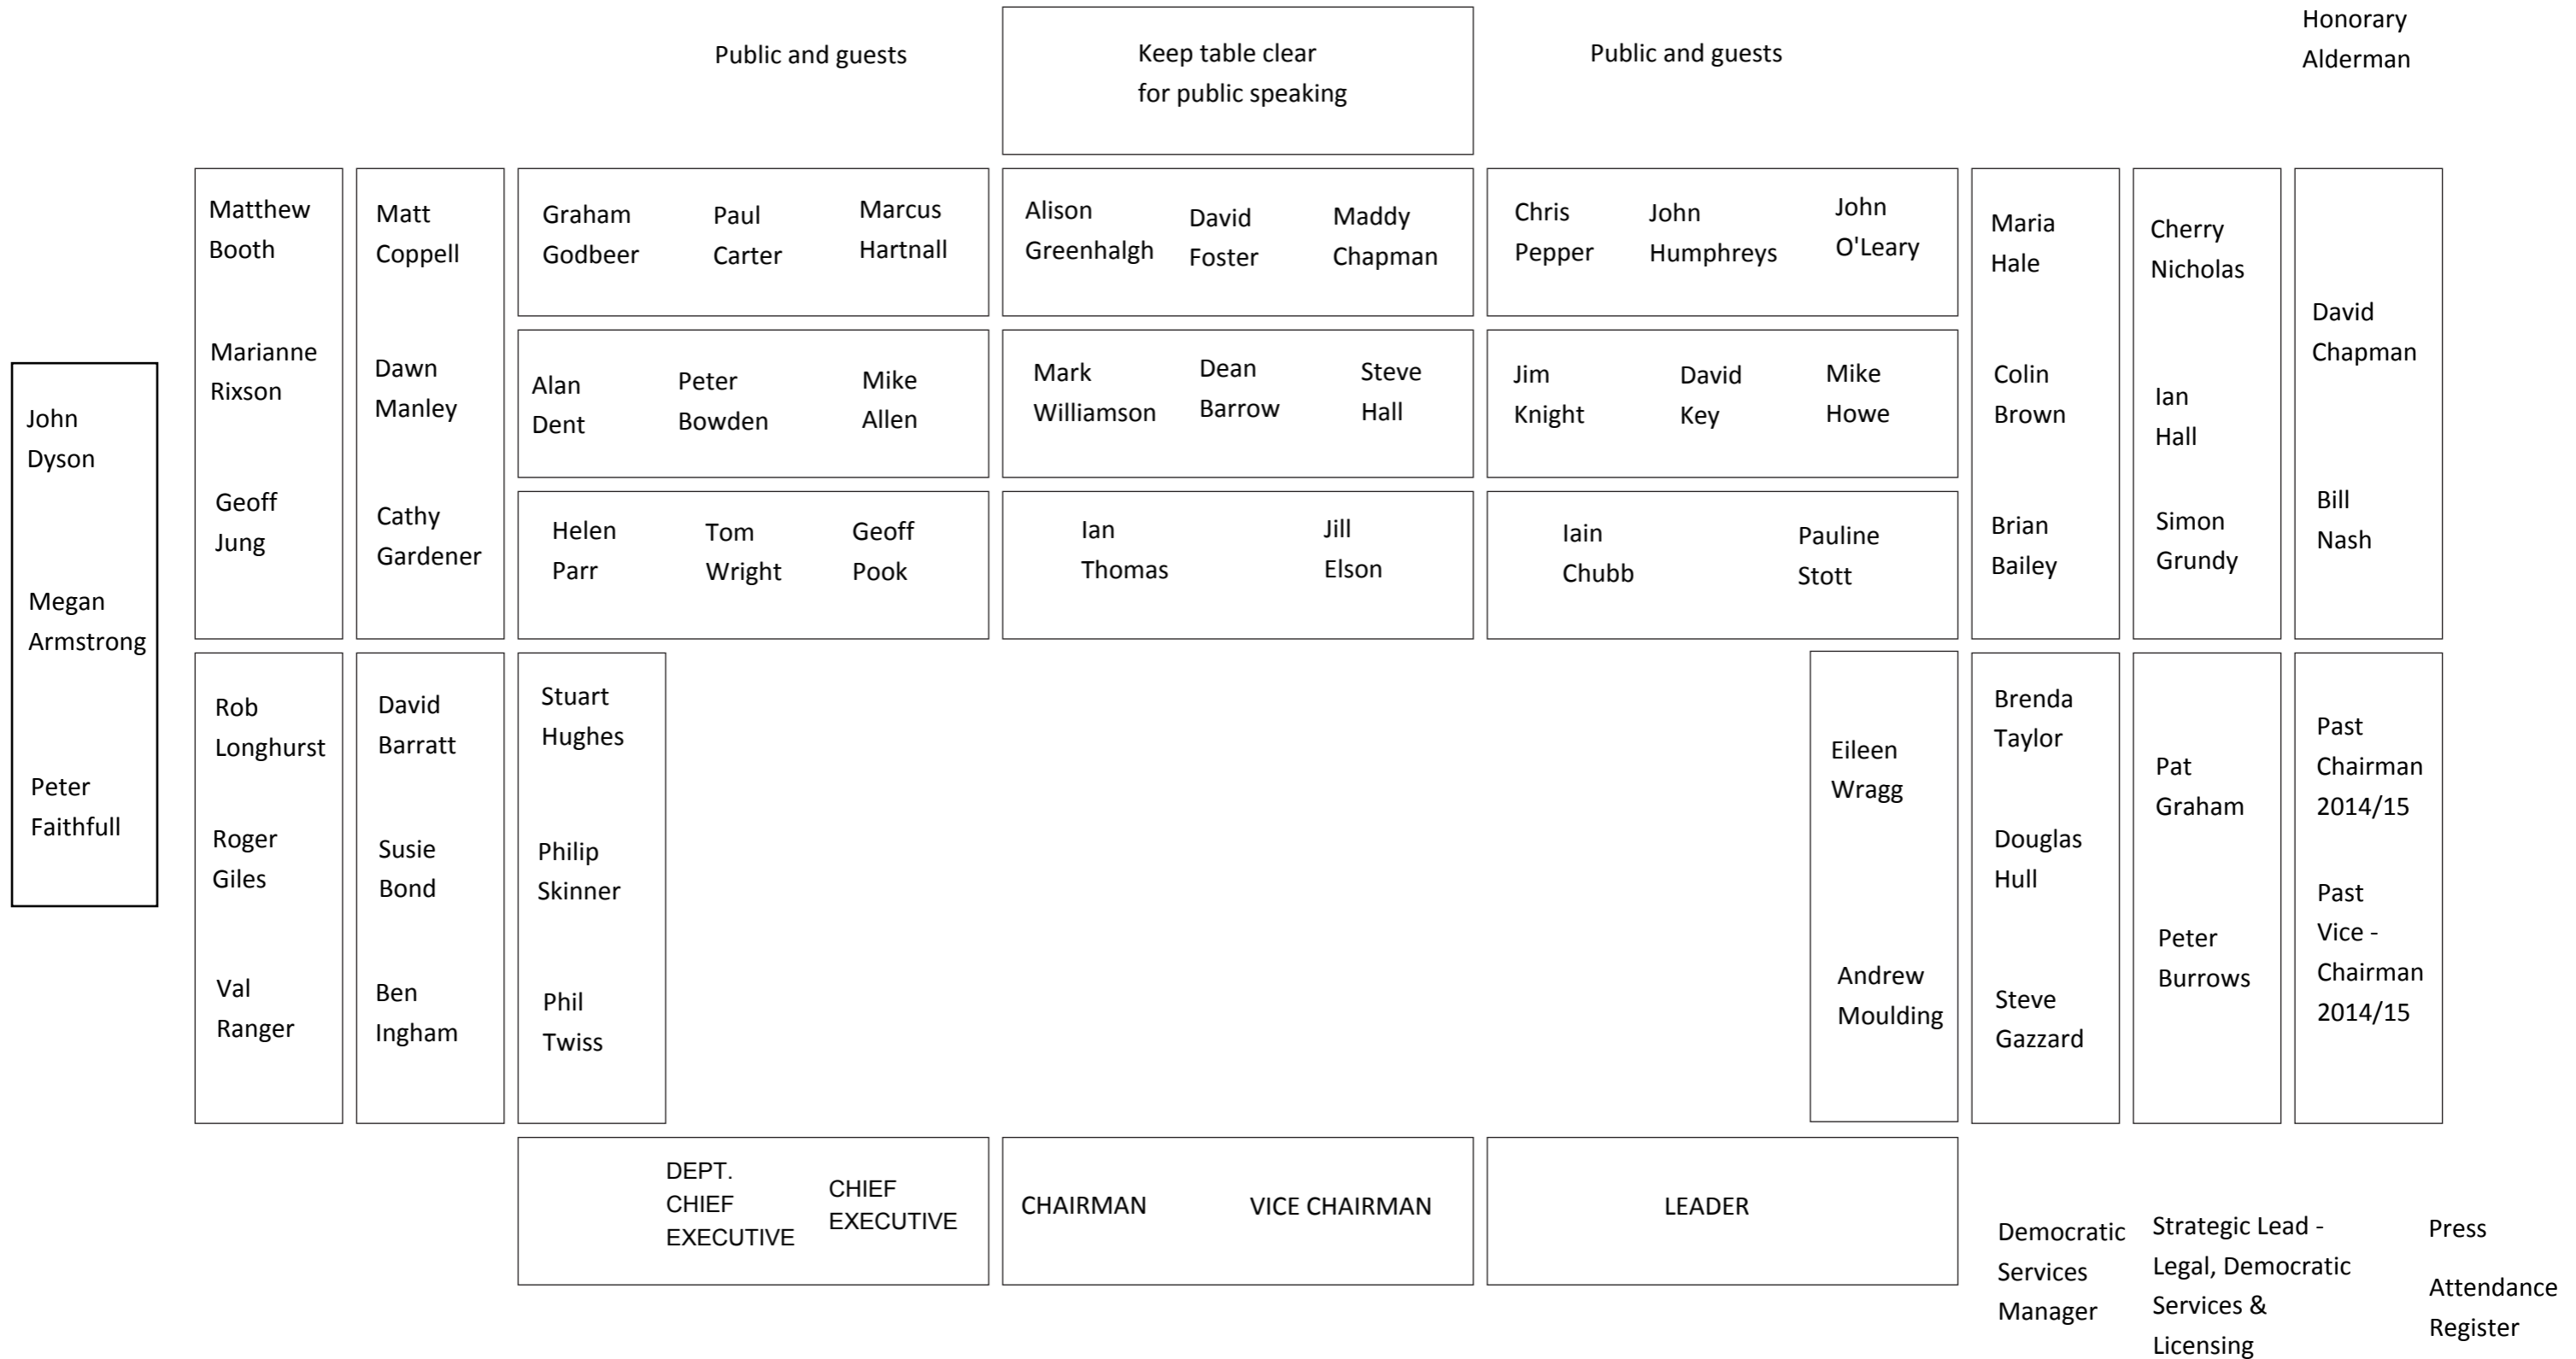 Public and guests
Keep table clear
for public speaking
Public and guests
Honorary
Alderman
John
Dyson
Megan
Armstrong
Peter
Faithfull
Matthew
Booth
Marianne
Rixson
Geoff
Jung
Matt
Coppell
Dawn
Manley
Cathy
Gardener
Graham
Godbeer
Paul
Carter
Marcus
Hartnall
Alison
Greenhalgh
David
Foster
Maddy
Chapman
Chris
Pepper
John
Humphreys
John
O'Leary
Alan
Dent
Peter
Bowden
Mike
Allen
Mark
Williamson
Dean
Barrow
Steve
Hall
Jim
Knight
David
Key
Mike
Howe
Helen
Parr
Tom
Wright
Geoff
Pook
Ian
Thomas
Jill
Elson
Iain
Chubb
Pauline
Stott
Maria
Hale
Colin
Brown
Brian
Bailey
Cherry
Nicholas
Ian
Hall
Simon
Grundy
David
Chapman
Bill
Nash
Rob
Longhurst
Roger
Giles
Val
Ranger
David
Barratt
Susie
Bond
Ben
Ingham
Stuart
Hughes
Philip
Skinner
Phil
Twiss
Eileen
Wragg
Andrew
Moulding
Brenda
Taylor
Douglas
Hull
Steve
Gazzard
Pat
Graham
Peter
Burrows
Past
Chairman
2014/15
Past
Vice -
Chairman
2014/15
DEPT.
CHIEF
EXECUTIVE
CHIEF
EXECUTIVE
CHAIRMAN
VICE CHAIRMAN
LEADER
Democratic
Services
Manager
Strategic Lead -
Legal, Democratic
Services &
Licensing
Press
Attendance
Register